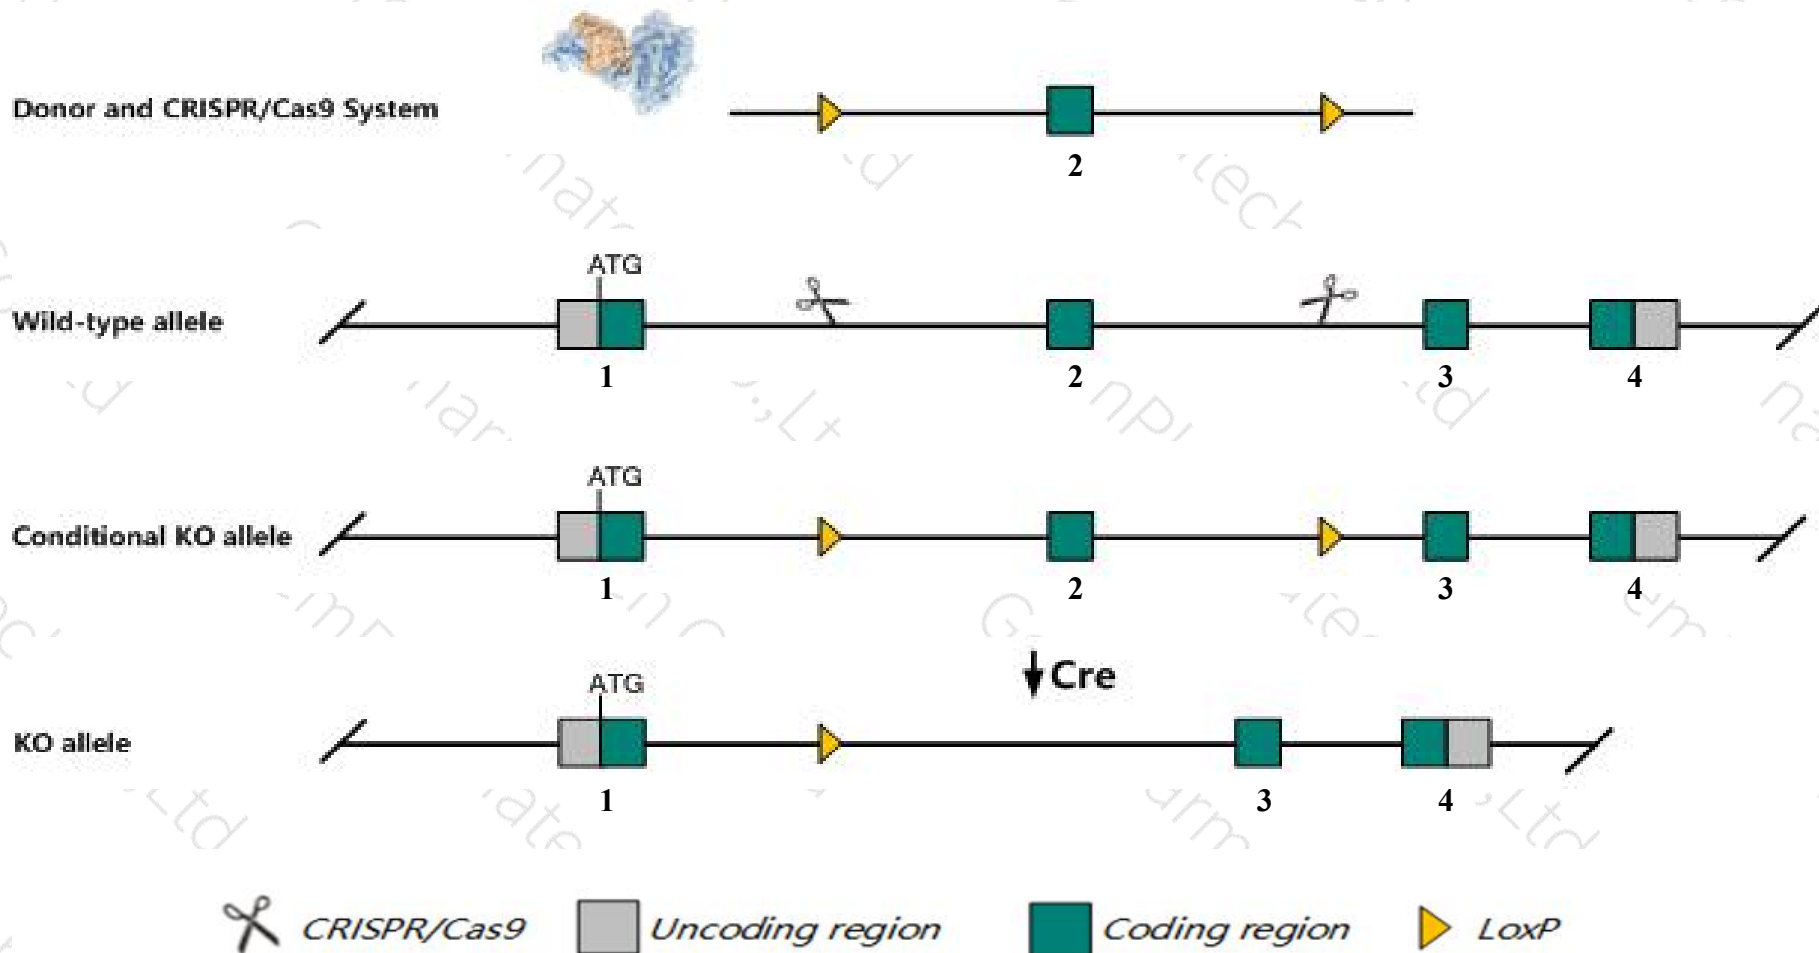 Donor and CRISPR/Cas9 System
2
ATG
Wild-type allele
1 2 3 4
ATG
Conditional KO allele
1 2 3 4
Cre
ATG
KO allele
1 3 4
CRISPR/Cas9 Uncoding region Coding region LoxP